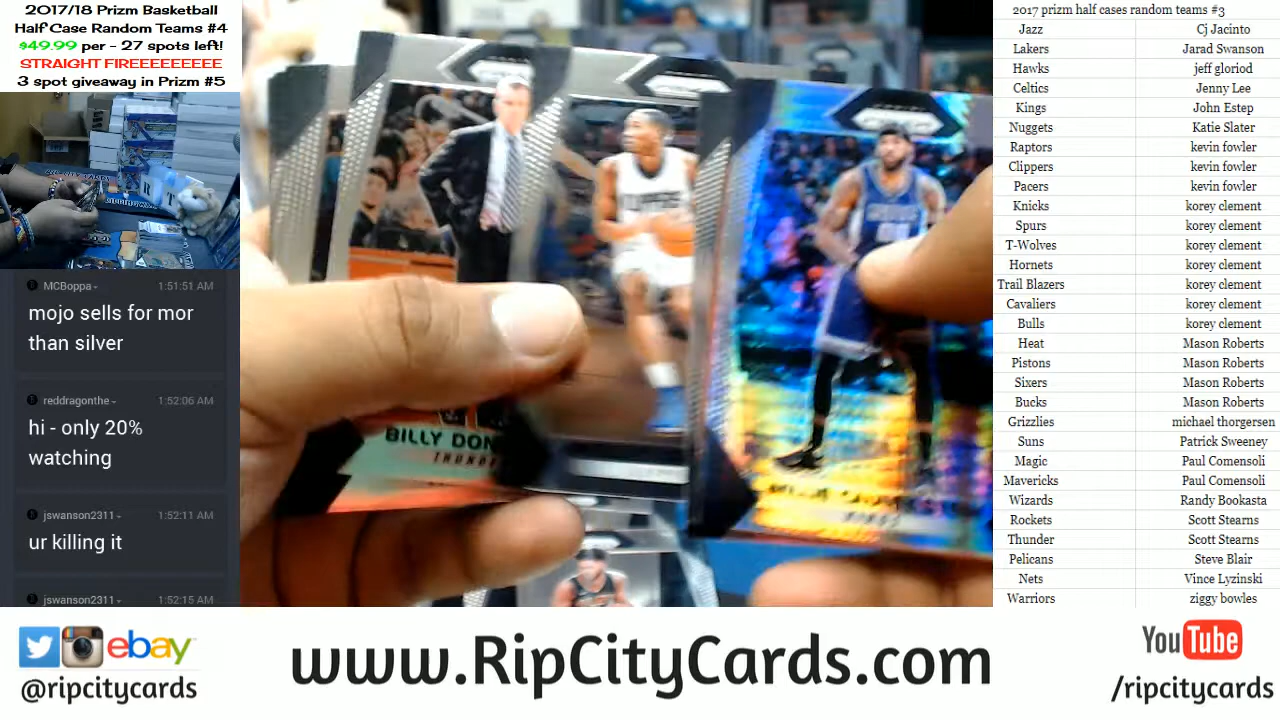 2017/18 Prizm Basketball
Half Case Random Teams #4
$49.99 per - 27 spots left!
STRAIGHT FIREEEEEEEEE
3 spot giveaway in Prizm #5
MCBoppa
1:51:51 AM
mojo sells for mor
than silver
reddragonthe
1:52:06 AM
hi - only 20%
watching
jswanson2311
1:52:11 AM
ur killing it
jswanson2311
1:52:15 AM
BILLY DON
THUNDE
KINGS
2017 prizm half cases random teams #3
Jazz Cj Jacinto
Lakers Jarad Swanson
Hawks jeff gloriod
Celtics Jenny Lee
Kings John Estep
Nuggets Katie Slater
Raptors kevin fowler
Clippers kevin fowler
Pacers kevin fowler
Knicks korey clement
Spurs korey clement
T-Wolves korey clement
Hornets korey clement
Trail Blazers korey clement
Cavaliers korey clement
Bulls korey clement
Heat Mason Roberts
Pistons Mason Roberts
Sixers Mason Roberts
Bucks Mason Roberts
Grizzlies michael thorgersen
Suns Patrick Sweeney
Magic Paul Comensoli
Mavericks Paul Comensoli
Wizards Randy Bookasta
Rockets Scott Stearns
Thunder Scott Stearns
Pelicans Steve Blair
Nets Vince Lyzinski
Warriors ziggy bowles
ebay
@ripcitycards
www.RipCityCards.com
YouTube
/ripcitycards